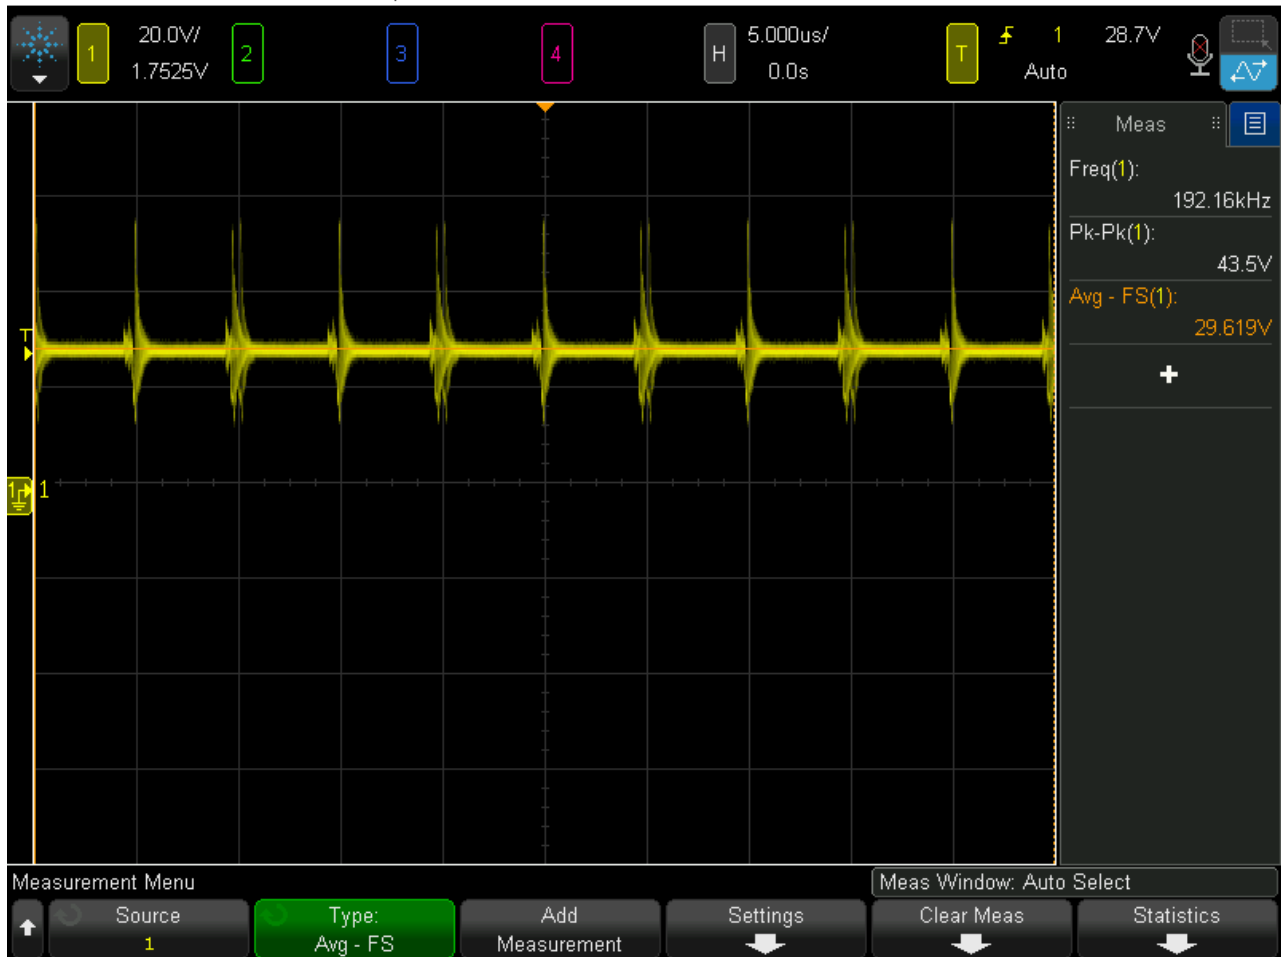 1 20.0V/ 2 3 4 H 5.000us/ T 1 28.7V
1.7525V 0.0s Auto
Meas
Freq(1):
192.16kHz
Pk-Pk(1):
43.5V
Avg - FS(1):
29.619V
+
T
1 1
Measurement Menu Meas Window: Auto Select
Source Type: Add Settings Clear Meas Statistics
1 Avg - FS Measurement